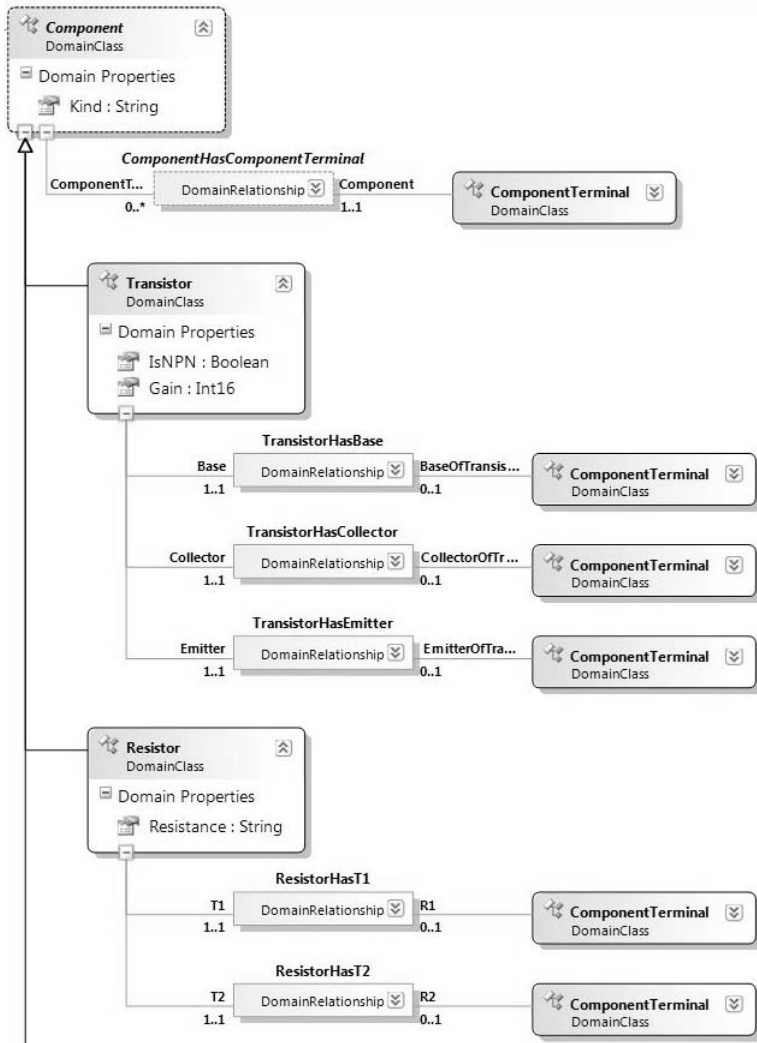 Component
DomainClass
Domain Properties
Kind : String
ComponentHasComponentTerminal
ComponentT...
DomainRelationship
Component
0..*
1..1
ComponentTerminal
DomainClass
Transistor
DomainClass
Domain Properties
IsNPN : Boolean
Gain : Int16
TransistorHasBase
Base
DomainRelationship
BaseOfTransis...
1..1
0..1
ComponentTerminal
DomainClass
TransistorHasCollector
Collector
DomainRelationship
CollectorOfTr...
1..1
0..1
ComponentTerminal
DomainClass
TransistorHasEmitter
Emitter
DomainRelationship
EmitterOfTra...
1..1
0..1
ComponentTerminal
DomainClass
Resistor
DomainClass
Domain Properties
Resistance : String
ResistorHasT1
T1
DomainRelationship
R1
1..1
0..1
ComponentTerminal
DomainClass
ResistorHasT2
T2
DomainRelationship
R2
1..1
0..1
ComponentTerminal
DomainClass